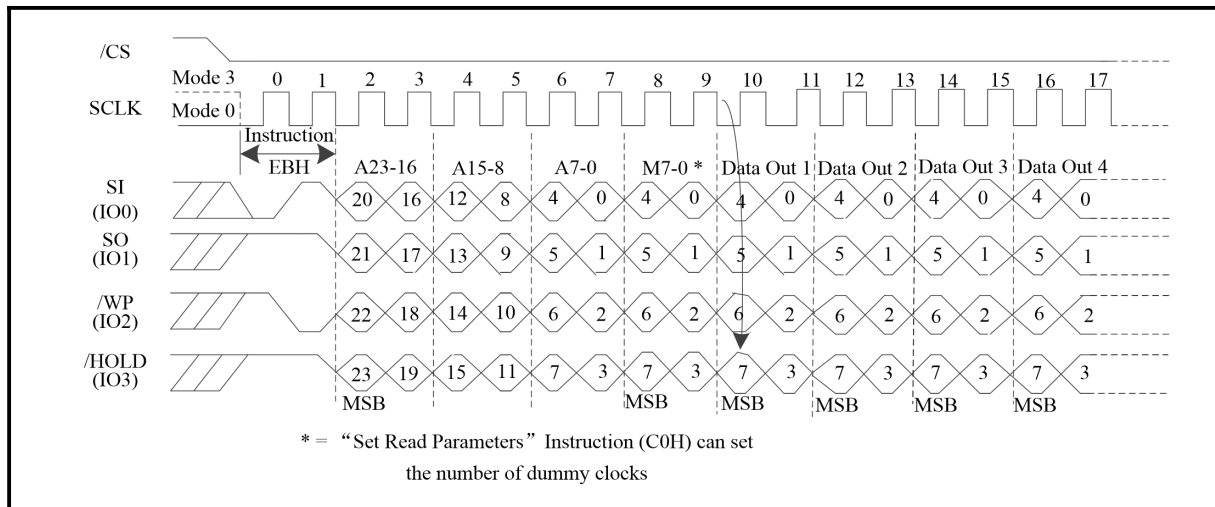 /CS
Mode 3 0 1 2 3 4 5 6 7 8 9 10 11 12 13 14 15 16 17
SCLK Mode 0
Instruction
EBH A23-16 A15-8 A7-0 M7-0 * Data Out 1 Data Out 2 Data Out 3 Data Out 4
SI
(IO0) 20 16 12 8 4 0 4 0 4 0 4 0 4 0 4 0
SO
(IO1) 21 17 13 9 5 1 5 1 5 1 5 1 5 1 5 1
/WP
(IO2) 22 18 14 10 6 2 6 2 6 2 6 2 6 2 6 2
/HOLD
(IO3) 23 19 15 11 7 3 7 3 7 3 7 3 7 3 7 3
MSB MSB MSB MSB MSB MSB
* = “Set Read Parameters” Instruction (C0H) can set
the number of dummy clocks